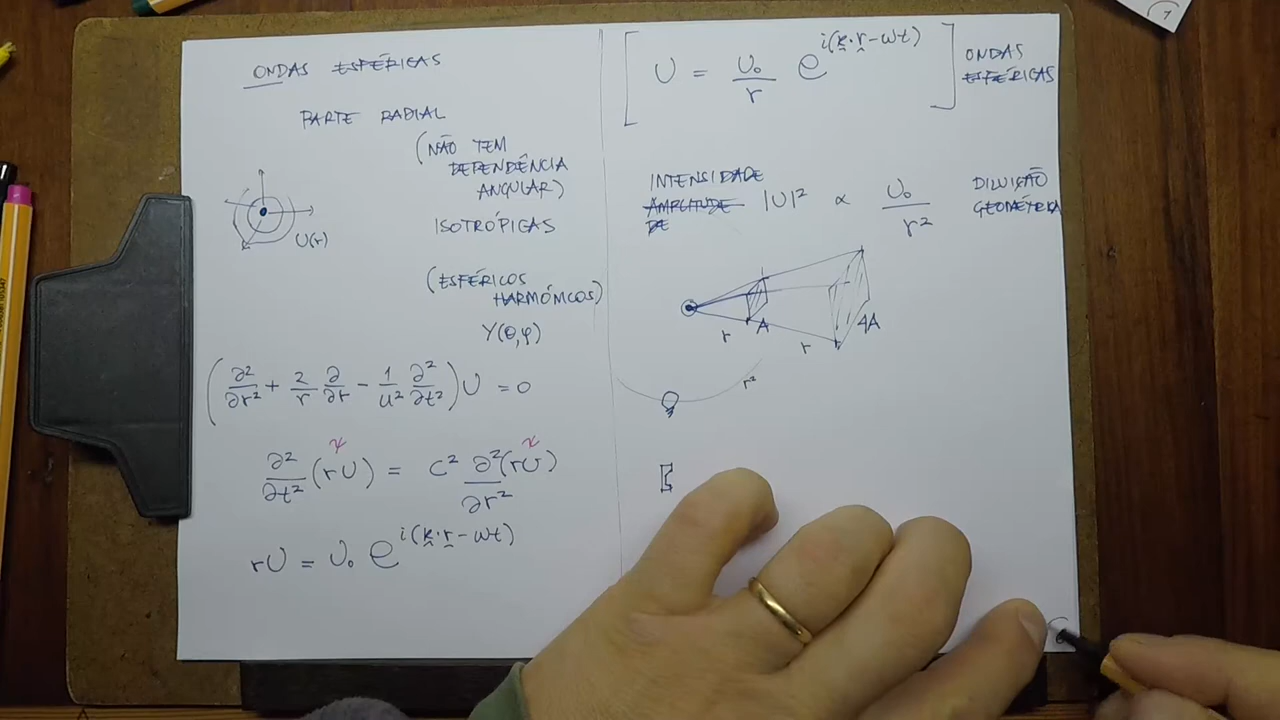 ONDAS ESFÉRICAS
PARTE RADIAL
(NÃO TEM
DEPENDÊNCIA
ANGULAR)
ISOTRÓPICAS
U(r)
(ESFÉRICOS
HARMÓNICOS)
Y(θ,φ)
(∂²/∂r² + 2/r ∂/∂r − 1/u² ∂²/∂t²) U = 0
ψ ψ
∂²/∂t² (rU) = c² ∂²(rU)/∂r²
rU = U₀ e^{i(k·r−ωt)}
[U = U₀/r e^{i(k·r−ωt)}] ONDAS
ESFÉRICAS
INTENSIDADE
AMPLITUDE |U|² ∝ U₀/r² DILUIÇÃO
DE GEOMÉTRICA
r A r 4A
r²